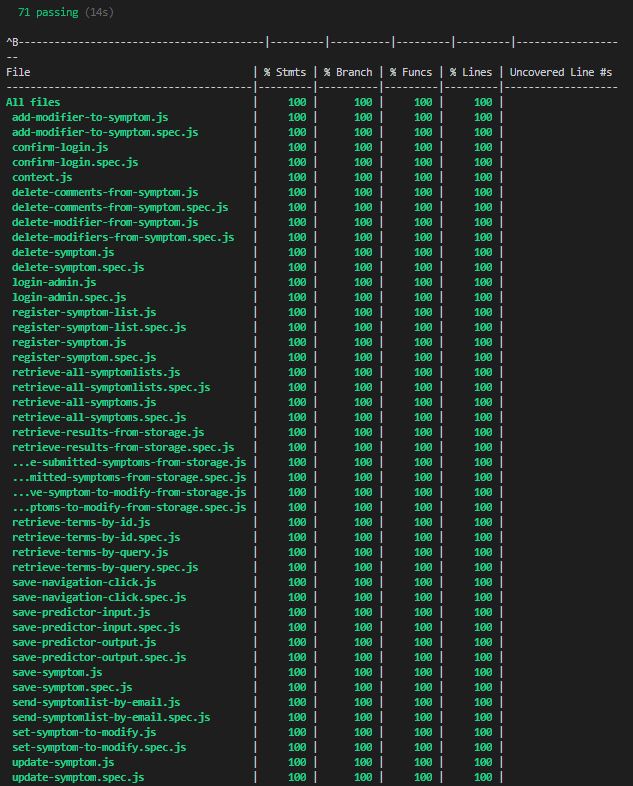 71 passing (14s)
^B-----------------------------------------|---------|----------|---------|---------|-----------------
--
File | % Stmts | % Branch | % Funcs | % Lines | Uncovered Line #s
-----------------------------------------|---------|----------|---------|---------|-------------------
All files | 100 | 100 | 100 | 100 |
add-modifier-to-symptom.js | 100 | 100 | 100 | 100 |
add-modifier-to-symptom.spec.js | 100 | 100 | 100 | 100 |
confirm-login.js | 100 | 100 | 100 | 100 |
confirm-login.spec.js | 100 | 100 | 100 | 100 |
context.js | 100 | 100 | 100 | 100 |
delete-comments-from-symptom.js | 100 | 100 | 100 | 100 |
delete-comments-from-symptom.spec.js | 100 | 100 | 100 | 100 |
delete-modifier-from-symptom.js | 100 | 100 | 100 | 100 |
delete-modifiers-from-symptom.spec.js | 100 | 100 | 100 | 100 |
delete-symptom.js | 100 | 100 | 100 | 100 |
delete-symptom.spec.js | 100 | 100 | 100 | 100 |
login-admin.js | 100 | 100 | 100 | 100 |
login-admin.spec.js | 100 | 100 | 100 | 100 |
register-symptom-list.js | 100 | 100 | 100 | 100 |
register-symptom-list.spec.js | 100 | 100 | 100 | 100 |
register-symptom.js | 100 | 100 | 100 | 100 |
register-symptom.spec.js | 100 | 100 | 100 | 100 |
retrieve-all-symptomlists.js | 100 | 100 | 100 | 100 |
retrieve-all-symptomlists.spec.js | 100 | 100 | 100 | 100 |
retrieve-all-symptoms.js | 100 | 100 | 100 | 100 |
retrieve-all-symptoms.spec.js | 100 | 100 | 100 | 100 |
retrieve-results-from-storage.js | 100 | 100 | 100 | 100 |
retrieve-results-from-storage.spec.js | 100 | 100 | 100 | 100 |
...e-submitted-symptoms-from-storage.js | 100 | 100 | 100 | 100 |
...mitted-symptoms-from-storage.spec.js | 100 | 100 | 100 | 100 |
...ve-symptom-to-modify-from-storage.js | 100 | 100 | 100 | 100 |
...ptoms-to-modify-from-storage.spec.js | 100 | 100 | 100 | 100 |
retrieve-terms-by-id.js | 100 | 100 | 100 | 100 |
retrieve-terms-by-id.spec.js | 100 | 100 | 100 | 100 |
retrieve-terms-by-query.js | 100 | 100 | 100 | 100 |
retrieve-terms-by-query.spec.js | 100 | 100 | 100 | 100 |
save-navigation-click.js | 100 | 100 | 100 | 100 |
save-navigation-click.spec.js | 100 | 100 | 100 | 100 |
save-predictor-input.js | 100 | 100 | 100 | 100 |
save-predictor-input.spec.js | 100 | 100 | 100 | 100 |
save-predictor-output.js | 100 | 100 | 100 | 100 |
save-predictor-output.spec.js | 100 | 100 | 100 | 100 |
save-symptom.js | 100 | 100 | 100 | 100 |
save-symptom.spec.js | 100 | 100 | 100 | 100 |
send-symptomlist-by-email.js | 100 | 100 | 100 | 100 |
send-symptomlist-by-email.spec.js | 100 | 100 | 100 | 100 |
set-symptom-to-modify.js | 100 | 100 | 100 | 100 |
set-symptom-to-modify.spec.js | 100 | 100 | 100 | 100 |
update-symptom.js | 100 | 100 | 100 | 100 |
update-symptom.spec.js | 100 | 100 | 100 | 100 |